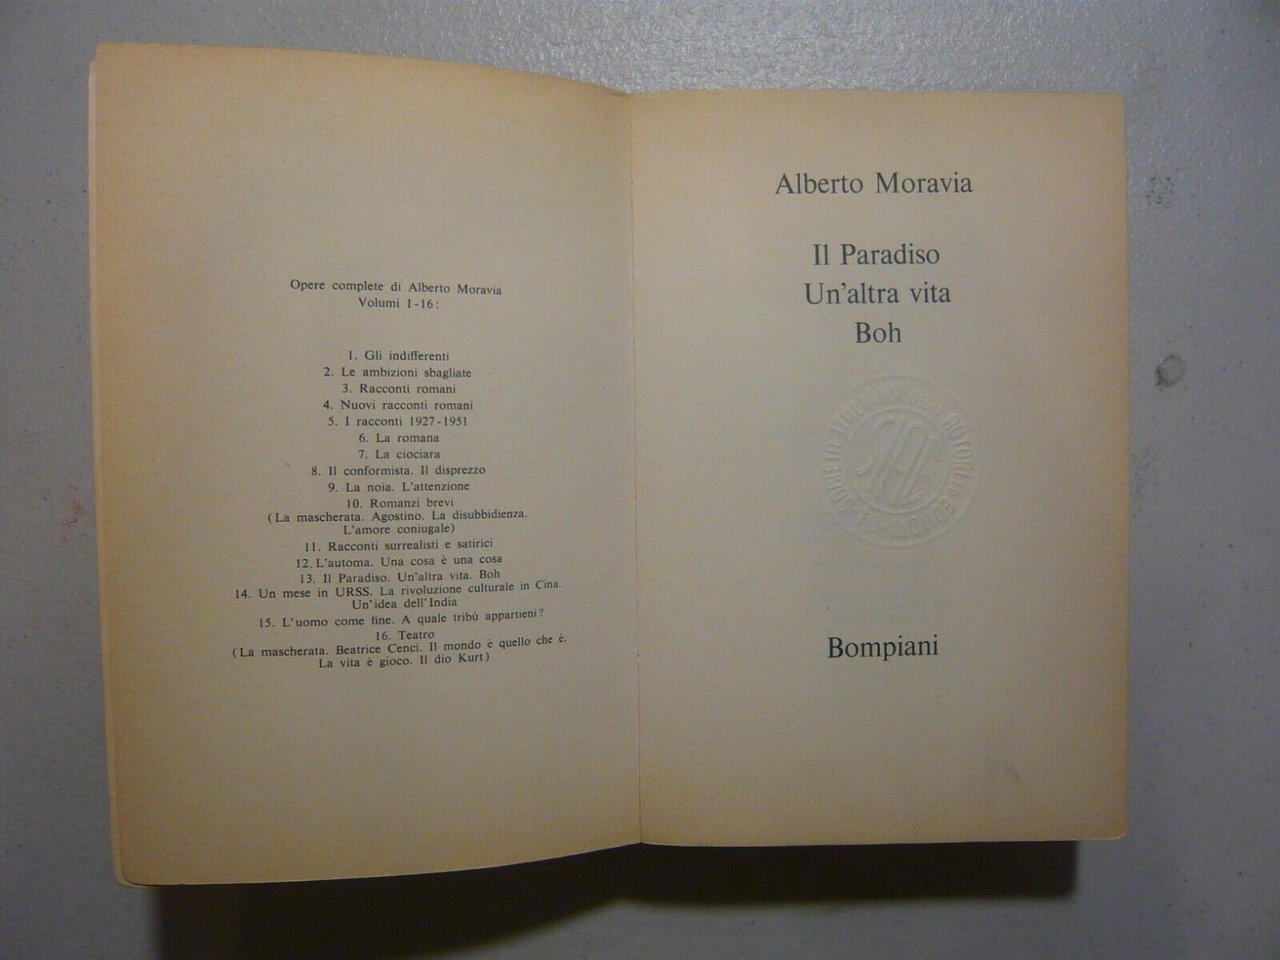 Opere complete di Alberto Moravia
Volumi 1-16:
1. Gli indifferenti
2. Le ambizioni sbagliate
3. Racconti romani
4. Nuovi racconti romani
5. I racconti 1927-1951
6. La romana
7. La ciociara
8. Il conformista. Il disprezzo
9. La noia. L'attenzione
10. Romanzi brevi
(La mascherata. Agostino. La disubbidienza.
L'amore coniugale)
11. Racconti surrealisti e satirici
12. L'automa. Una cosa è una cosa
13. Il Paradiso. Un'altra vita. Boh
14. Un mese in URSS. La rivoluzione culturale in Cina.
Un'idea dell'India
15. L'uomo come fine. A quale tribù appartieni?
16. Teatro
(La mascherata. Beatrice Cenci. Il mondo è quello che è.
La vita è gioco. Il dio Kurt)
Alberto Moravia
Il Paradiso
Un'altra vita
Boh
Bompiani